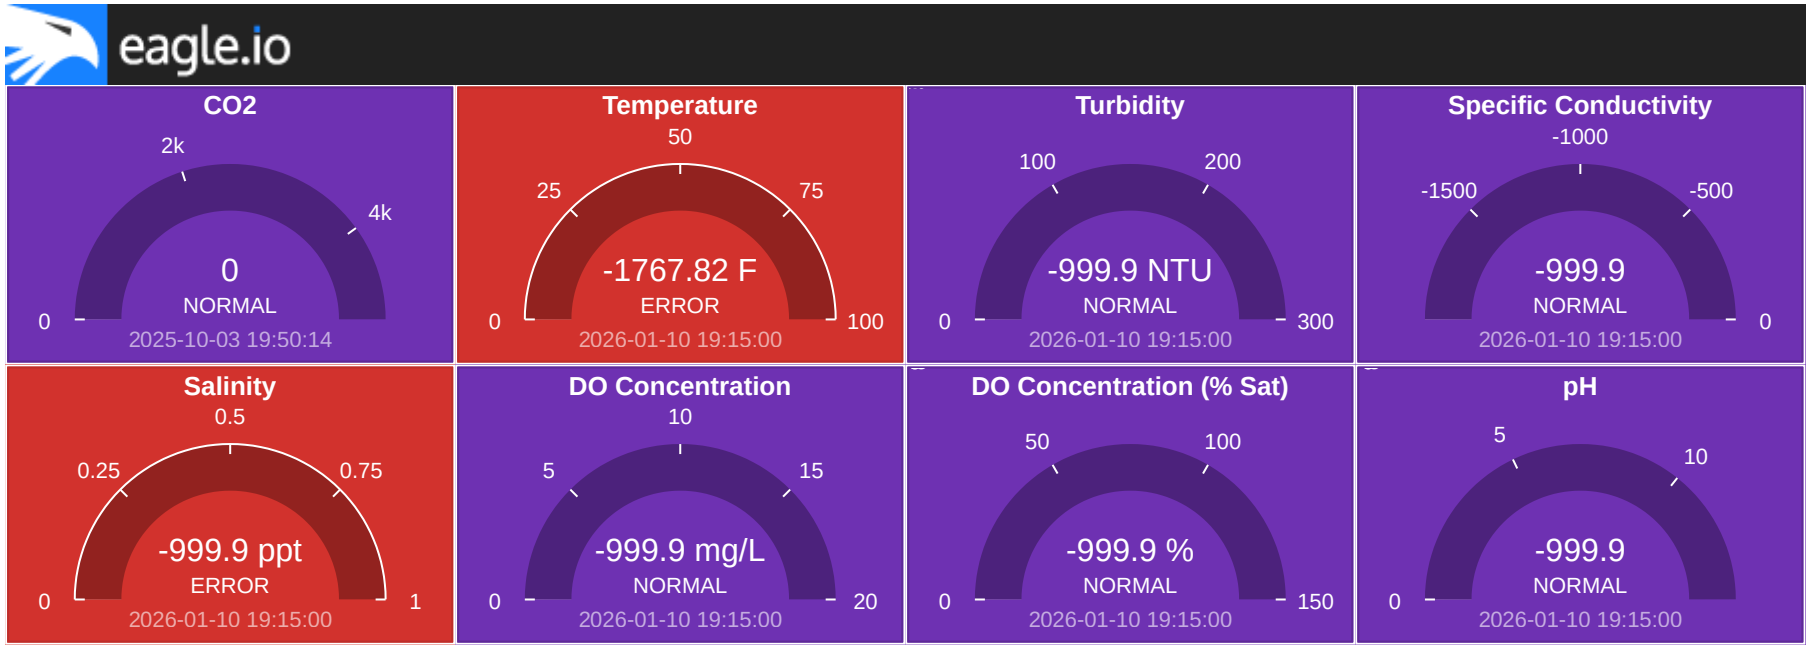 eagle.io
CO2
2k
4k
0
NORMAL
0
2025-10-03 19:50:14
Temperature
50
25
75
-1767.82 F
ERROR
0
100
2026-01-10 19:15:00
Turbidity
100
200
-999.9 NTU
NORMAL
0
300
2026-01-10 19:15:00
Specific Conductivity
-1000
-1500
-500
-999.9
NORMAL
0
2026-01-10 19:15:00
Salinity
0.5
0.25
0.75
-999.9 ppt
ERROR
0
1
2026-01-10 19:15:00
DO Concentration
10
5
15
-999.9 mg/L
NORMAL
0
20
2026-01-10 19:15:00
DO Concentration (% Sat)
50
100
-999.9 %
NORMAL
0
150
2026-01-10 19:15:00
pH
5
10
-999.9
NORMAL
0
2026-01-10 19:15:00